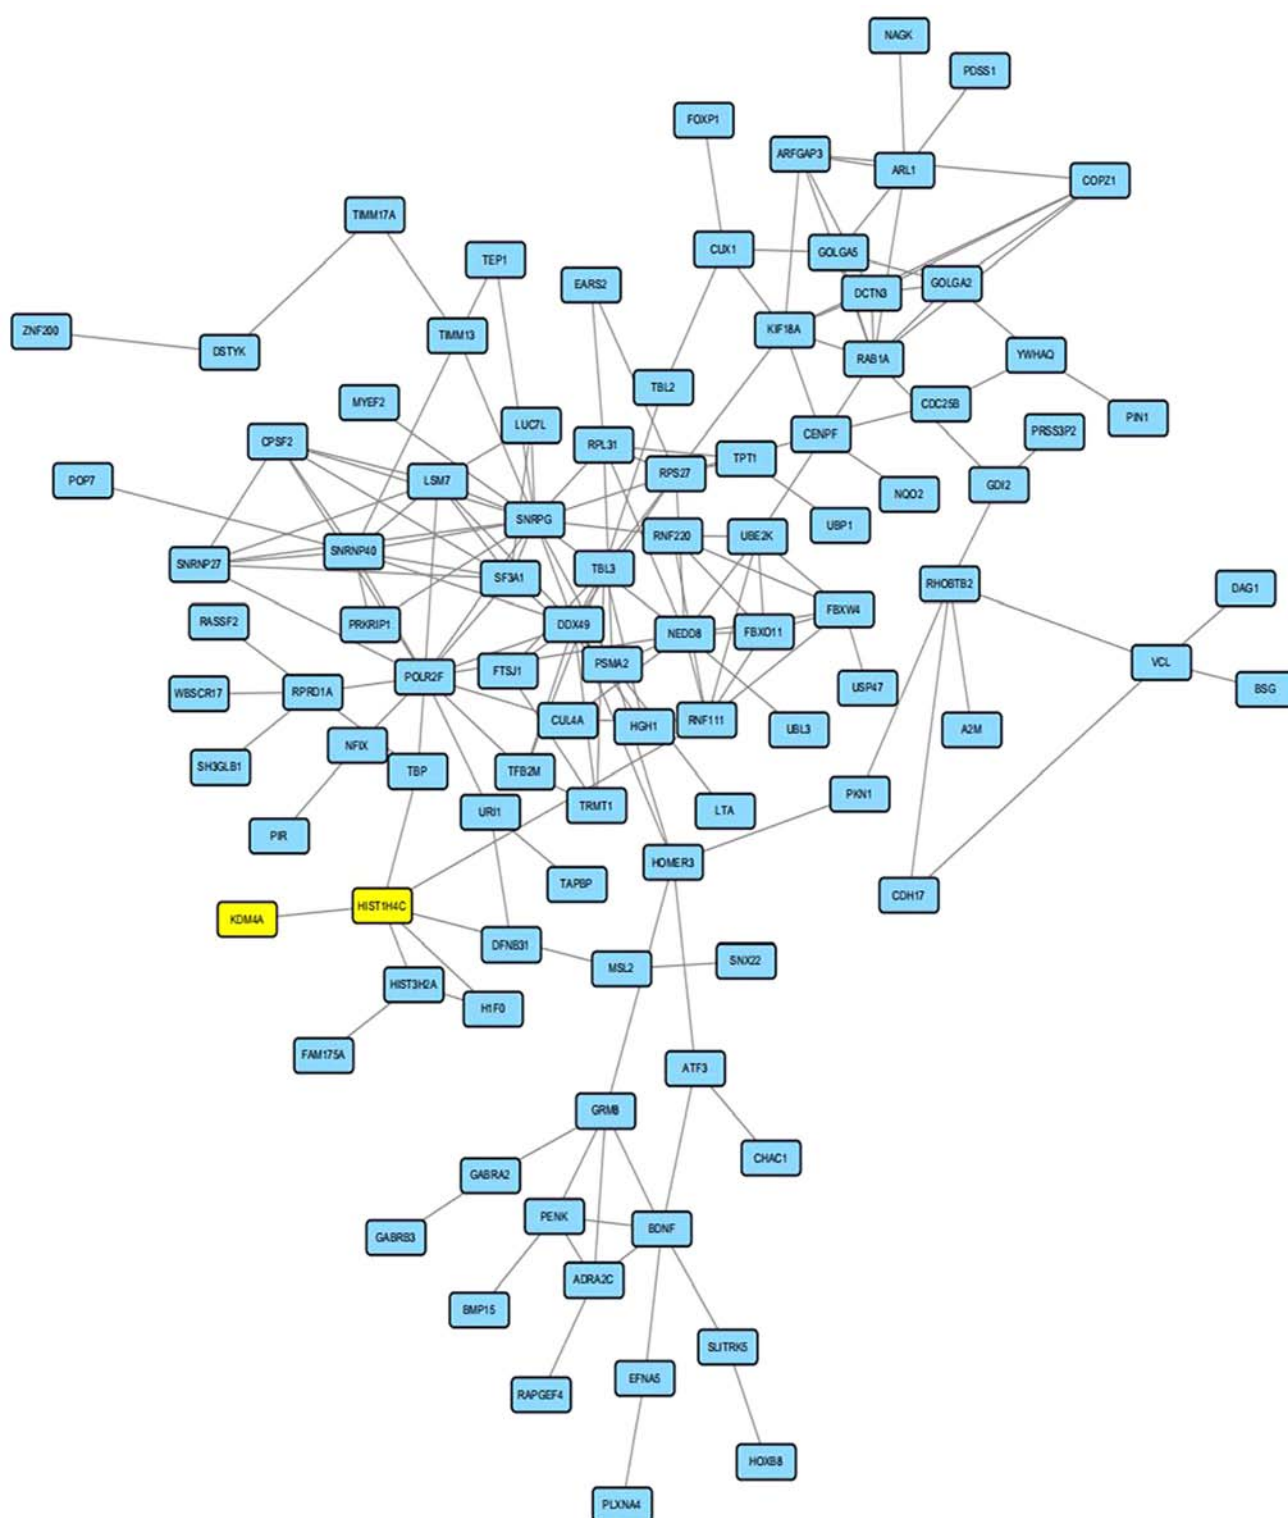 NAGK
PDSS1
FOXP1
ARFGAP3
ARL1
COPZ1
TIMM17A
CUX1
GOLGA5
TEP1
EARS2
DCTN3
GOLGA2
ZNF200
DSTYK
TIMM13
KIF18A
RAB1A
YWHAQ
MYEF2
TBL2
CDC25B
PIN1
LUC7L
CPSF2
RPL31
CENPF
PRSS3P2
POP7
LSM7
RPS27
TPT1
NQO2
GDI2
SNRPG
UBP1
SNRNP27
SNRNP40
RNF220
UBE2K
SF3A1
TBL3
RHOBTB2
DAG1
RASSF2
PRKRIP1
DDX49
NEDD8
FBXO11
FBXW4
POLR2F
FTSJ1
PSMA2
VCL
WBSCR17
RPRD1A
USP47
BSG
CUL4A
HGH1
RNF111
UBL3
A2M
NFIX
SH3GLB1
TBP
TFB2M
PKN1
PIR
URI1
TRMT1
LTA
HOMER3
TAPBP
CDH17
KDM4A
HIST1H4C
DFNB31
MSL2
SNX22
HIST3H2A
H1F0
FAM175A
ATF3
GRM8
CHAC1
GABRA2
PENK
BDNF
GABRB3
ADRA2C
BMP15
SLITRK5
RAPGEF4
EFNA5
HOXB8
PLXNA4